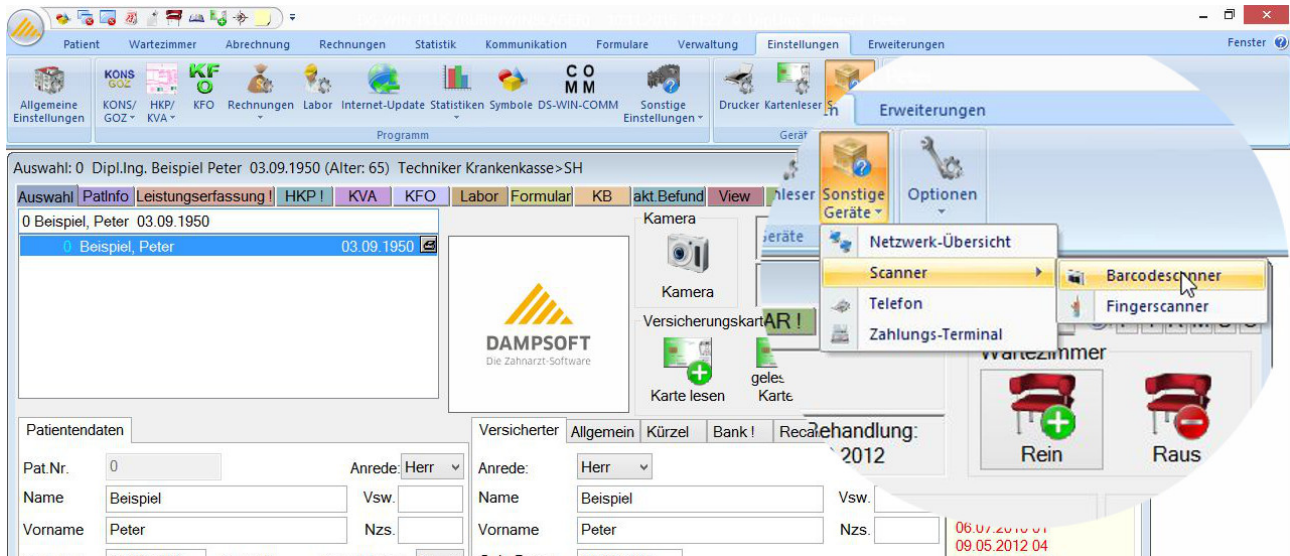 Patient Wartezimmer Abrechnung Rechnungen Statistik Kommunikation Formulare Verwaltung Einstellungen Erweiterungen Fenster
KONS GOZ KFO COMM
Allgemeine Einstellungen KONS/ GOZ HKP/ KVA KFO Rechnungen Labor Internet-Update Statistiken Symbole DS-WIN-COMM Sonstige Einstellungen Drucker Kartenleser
Programm
Erweiterungen
Sonstige Geräte Optionen
Netzwerk-Übersicht
Scanner
Barcodescanner
Telefon
Fingerscanner
Zahlungs-Terminal
Auswahl: 0 Dipl.Ing. Beispiel Peter 03.09.1950 (Alter: 65) Techniker Krankenkasse>SH
Auswahl PatInfo Leistungserfassung ! HKP ! KVA KFO Labor Formular KB akt.Befund View
AR !
0 Beispiel, Peter 03.09.1950
0 Beispiel, Peter 03.09.1950
Kamera
Kamera
DAMPSOFT
Die Zahnarzt-Software
Versicherungskart
Karte lesen
Wartezimmer
Rein Raus
ehandlung:
2012
Patientendaten
Versicherter Allgemein Kürzel Bank !
Pat.Nr. 0 Anrede: Herr
Anrede: Herr
Name Beispiel Vsw.
Name Beispiel Vsw.
Vorname Peter Nzs.
Vorname Peter Nzs.
09.05.2012 04